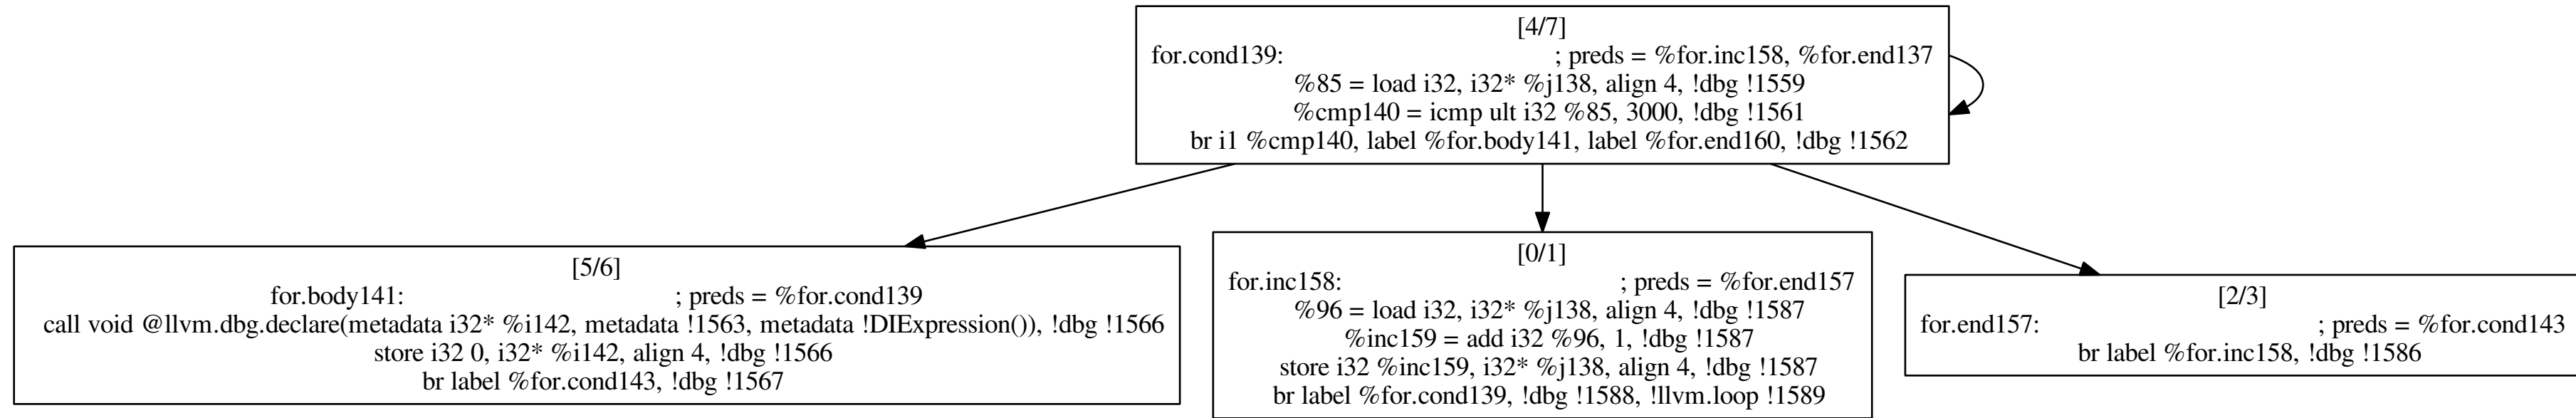 [4/7]
for.cond139: ; preds = %for.inc158, %for.end137
%85 = load i32, i32* %j138, align 4, !dbg !1559
%cmp140 = icmp ult i32 %85, 3000, !dbg !1561
br i1 %cmp140, label %for.body141, label %for.end160, !dbg !1562
[5/6]
for.body141: ; preds = %for.cond139
call void @llvm.dbg.declare(metadata i32* %i142, metadata !1563, metadata !DIExpression()), !dbg !1566
store i32 0, i32* %i142, align 4, !dbg !1566
br label %for.cond143, !dbg !1567
[0/1]
for.inc158: ; preds = %for.end157
%96 = load i32, i32* %j138, align 4, !dbg !1587
%inc159 = add i32 %96, 1, !dbg !1587
store i32 %inc159, i32* %j138, align 4, !dbg !1587
br label %for.cond139, !dbg !1588, !llvm.loop !1589
[2/3]
for.end157: ; preds = %for.cond143
br label %for.inc158, !dbg !1586